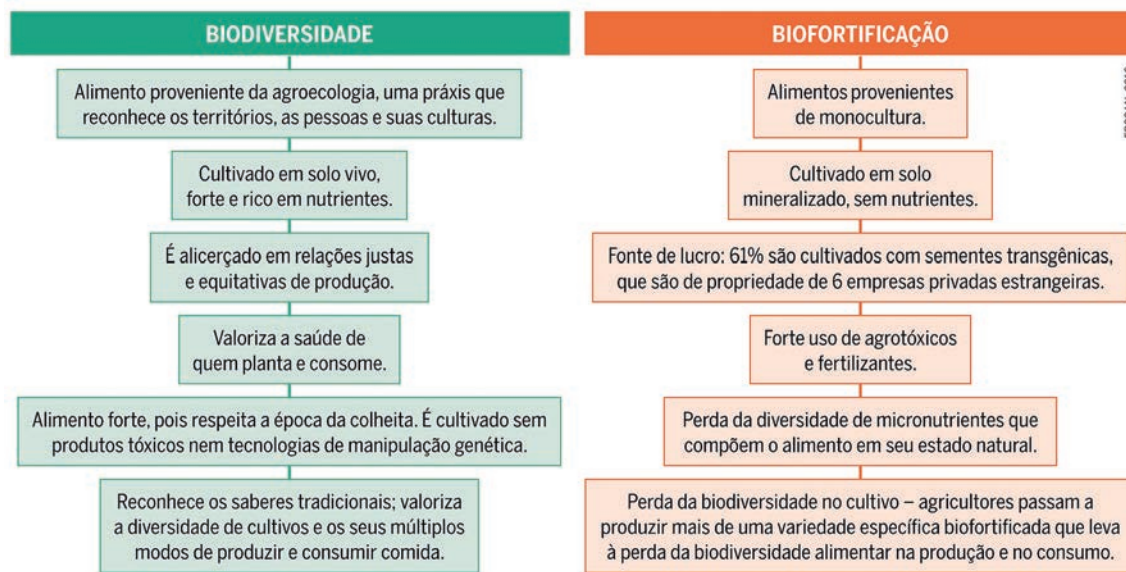 BIODIVERSIDADE
Alimento proveniente da agroecologia, uma práxis que
reconhece os territórios, as pessoas e suas culturas.
Cultivado em solo vivo,
forte e rico em nutrientes.
É alicerçado em relações justas
e equitativas de produção.
Valoriza a saúde de
quem planta e consome.
Alimento forte, pois respeita a época da colheita. É cultivado sem
produtos tóxicos nem tecnologias de manipulação genética.
Reconhece os saberes tradicionais; valoriza
a diversidade de cultivos e os seus múltiplos
modos de produzir e consumir comida.
BIOFORTIFICAÇÃO
Alimentos provenientes
de monocultura.
Cultivado em solo
mineralizado, sem nutrientes.
Fonte de lucro: 61% são cultivados com sementes transgênicas,
que são de propriedade de 6 empresas privadas estrangeiras.
Forte uso de agrotóxicos
e fertilizantes.
Perda da diversidade de micronutrientes que
compõem o alimento em seu estado natural.
Perda da biodiversidade no cultivo – agricultores passam a
produzir mais de uma variedade específica biofortificada que leva
à perda da biodiversidade alimentar na produção e no consumo.